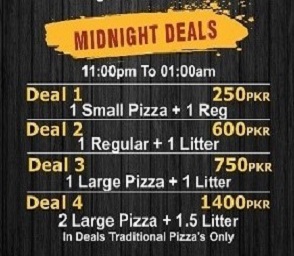 MIDNIGHT DEALS
11:00pm To 01:00am
Deal 1 250PKR
1 Small Pizza + 1 Reg
Deal 2 600PKR
1 Regular + 1 Litter
Deal 3 750PKR
1 Large Pizza + 1 Litter
Deal 4 1400PKR
2 Large Pizza + 1.5 Litter
In Deals Traditional Pizza's Only